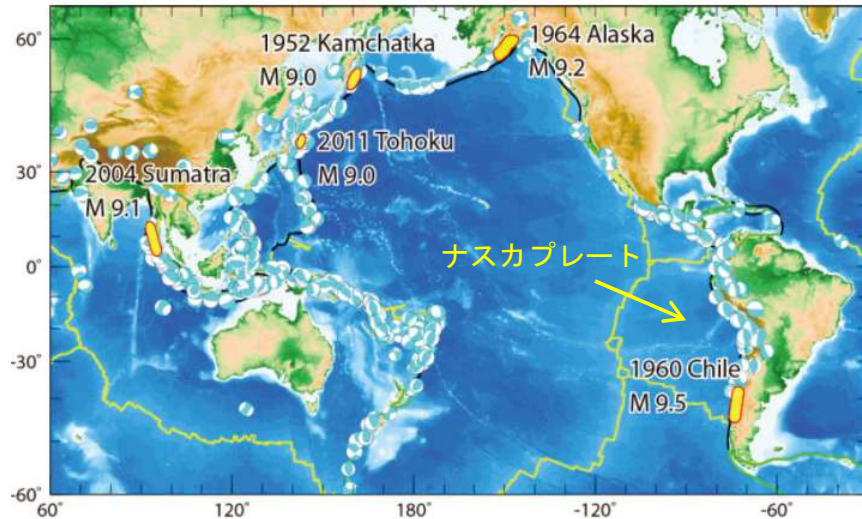 60°
30°
0°
-30°
-60°
1952 Kamchatka
M 9.0
1964 Alaska
M 9.2
2011 Tohoku
M 9.0
2004 Sumatra
M 9.1
ナスカプレート
1960 Chile
M 9.5
60°
120°
180°
-120°
-60°